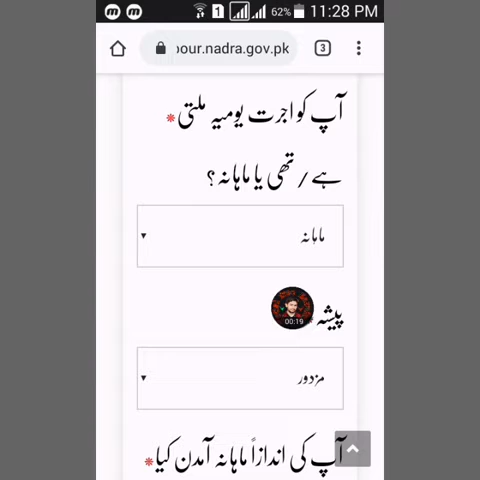 62% 11:28 PM
our.nadra.gov.pk 3
آپ کو اجرت یومیہ ملتی*
ہے / تھی یا ماہانہ؟
ماہانہ
پیشہ
00:19
مزدور
آپ کی اندازاً ماہانہ آمدن کیا*